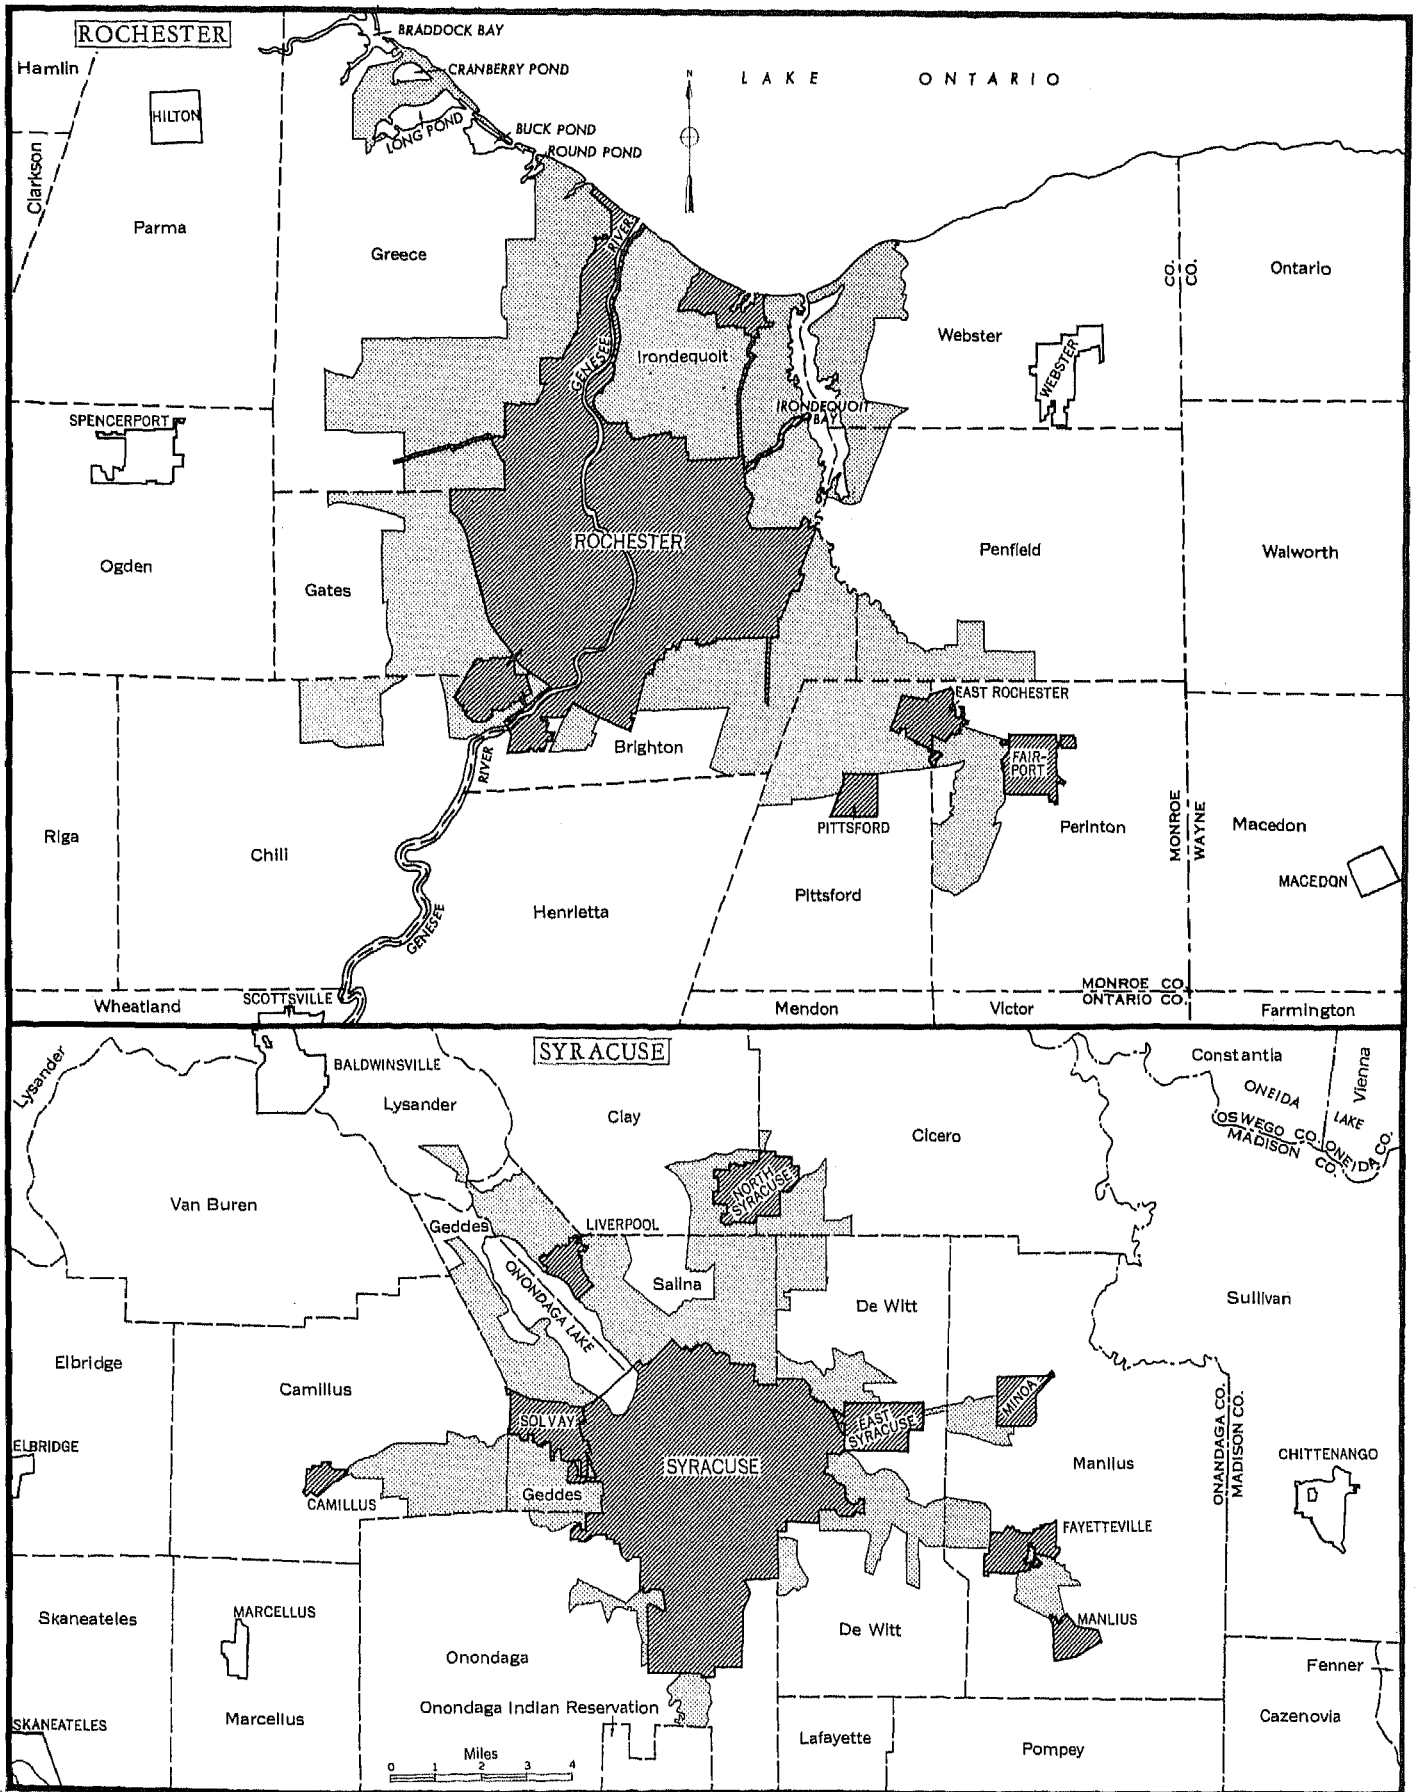 ROCHESTER
BRADDOCK BAY
Hamlin
CRANBERRY POND
N
LAKE ONTARIO
HILTON
LONG POND
BUCK POND
ROUND POND
Clarkson
Parma
RIVER
Greece
CO.
CO.
Ontario
Webster
WEBSTER
Irondequoit
GENESEE
IRONDEQUOIT
BAY
SPENCERPORT
ROCHESTER
Penfield
Walworth
Ogden
Gates
EAST ROCHESTER
Brighton
RIVER
FAIR-
PORT
PITTSFORD
Perinton
MONROE
WAYNE
Macedon
Riga
Chili
MACEDON
Pittsford
Henrietta
GENESEE
MONROE CO.
ONTARIO CO.
Wheatland
SCOTTSVILLE
Mendon
Victor
Farmington
SYRACUSE
Lysander
BALDWINSVILLE
Lysander
Clay
Cicero
Constantia
Vienna
ONEIDA
LAKE
OSWEGO CO.
MADISON CO.
ONEIDA CO.
Van Buren
NORTH
SYRACUSE
Geddes
LIVERPOOL
ONONDAGA LAKE
Salina
De Witt
Sullivan
Elbridge
Camillus
SOLVAY
EAST
SYRACUSE
MINOA
ONANDAGA CO.
MADISON CO.
ELBRIDGE
SYRACUSE
Manlius
CHITTENANGO
CAMILLUS
Geddes
FAYETTEVILLE
Skaneateles
MARCELLUS
De Witt
MANLIUS
Onondaga
Fenner
Onondaga Indian Reservation
SKANEATELES
Marcellus
Cazenovia
Lafayette
Pompey
Miles
0 1 2 3 4